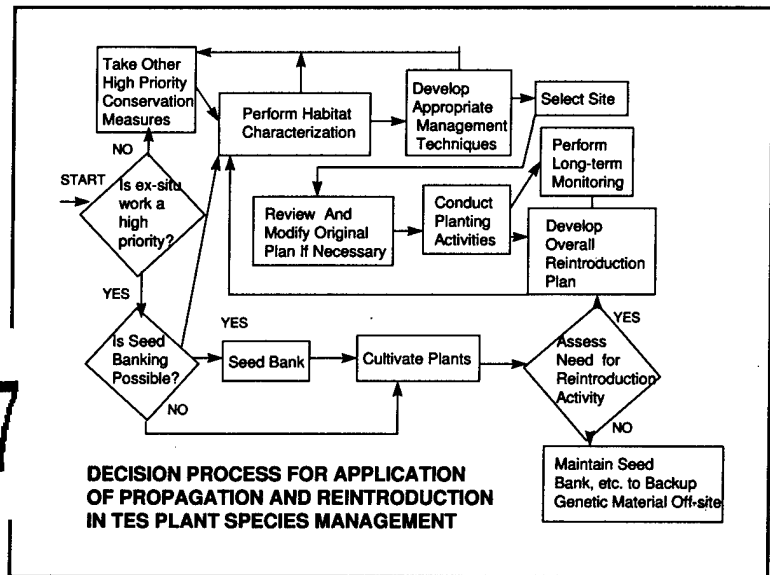 Take Other
High Priority
Conservation
Measures
Perform Habitat
Characterization
Develop
Appropriate
Management
Techniques
Select Site
Perform
Long-term
Monitoring
NO
START
Is ex-situ
work a
high
priority?
Review And
Modify Original
Plan If Necessary
Conduct
Planting
Activities
Develop
Overall
Reintroduction
Plan
YES
YES
YES
Is Seed
Banking
Possible?
Seed Bank
Cultivate Plants
Assess
Need for
Reintroduction
Activity
NO
NO
Maintain Seed
Bank, etc. to Backup
Genetic Material Off-site
DECISION PROCESS FOR APPLICATION
OF PROPAGATION AND REINTRODUCTION
IN TES PLANT SPECIES MANAGEMENT